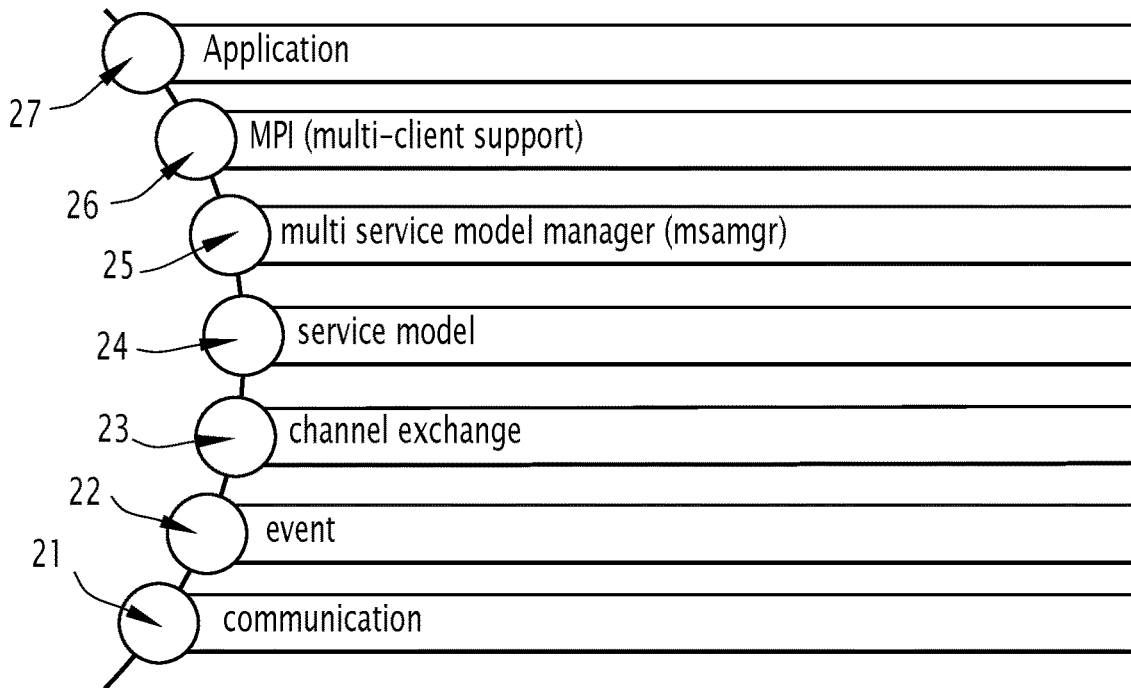 Application
27
MPI (multi-client support)
26
multi service model manager (msamgr)
25
service model
24
channel exchange
23
22
event
21
communication